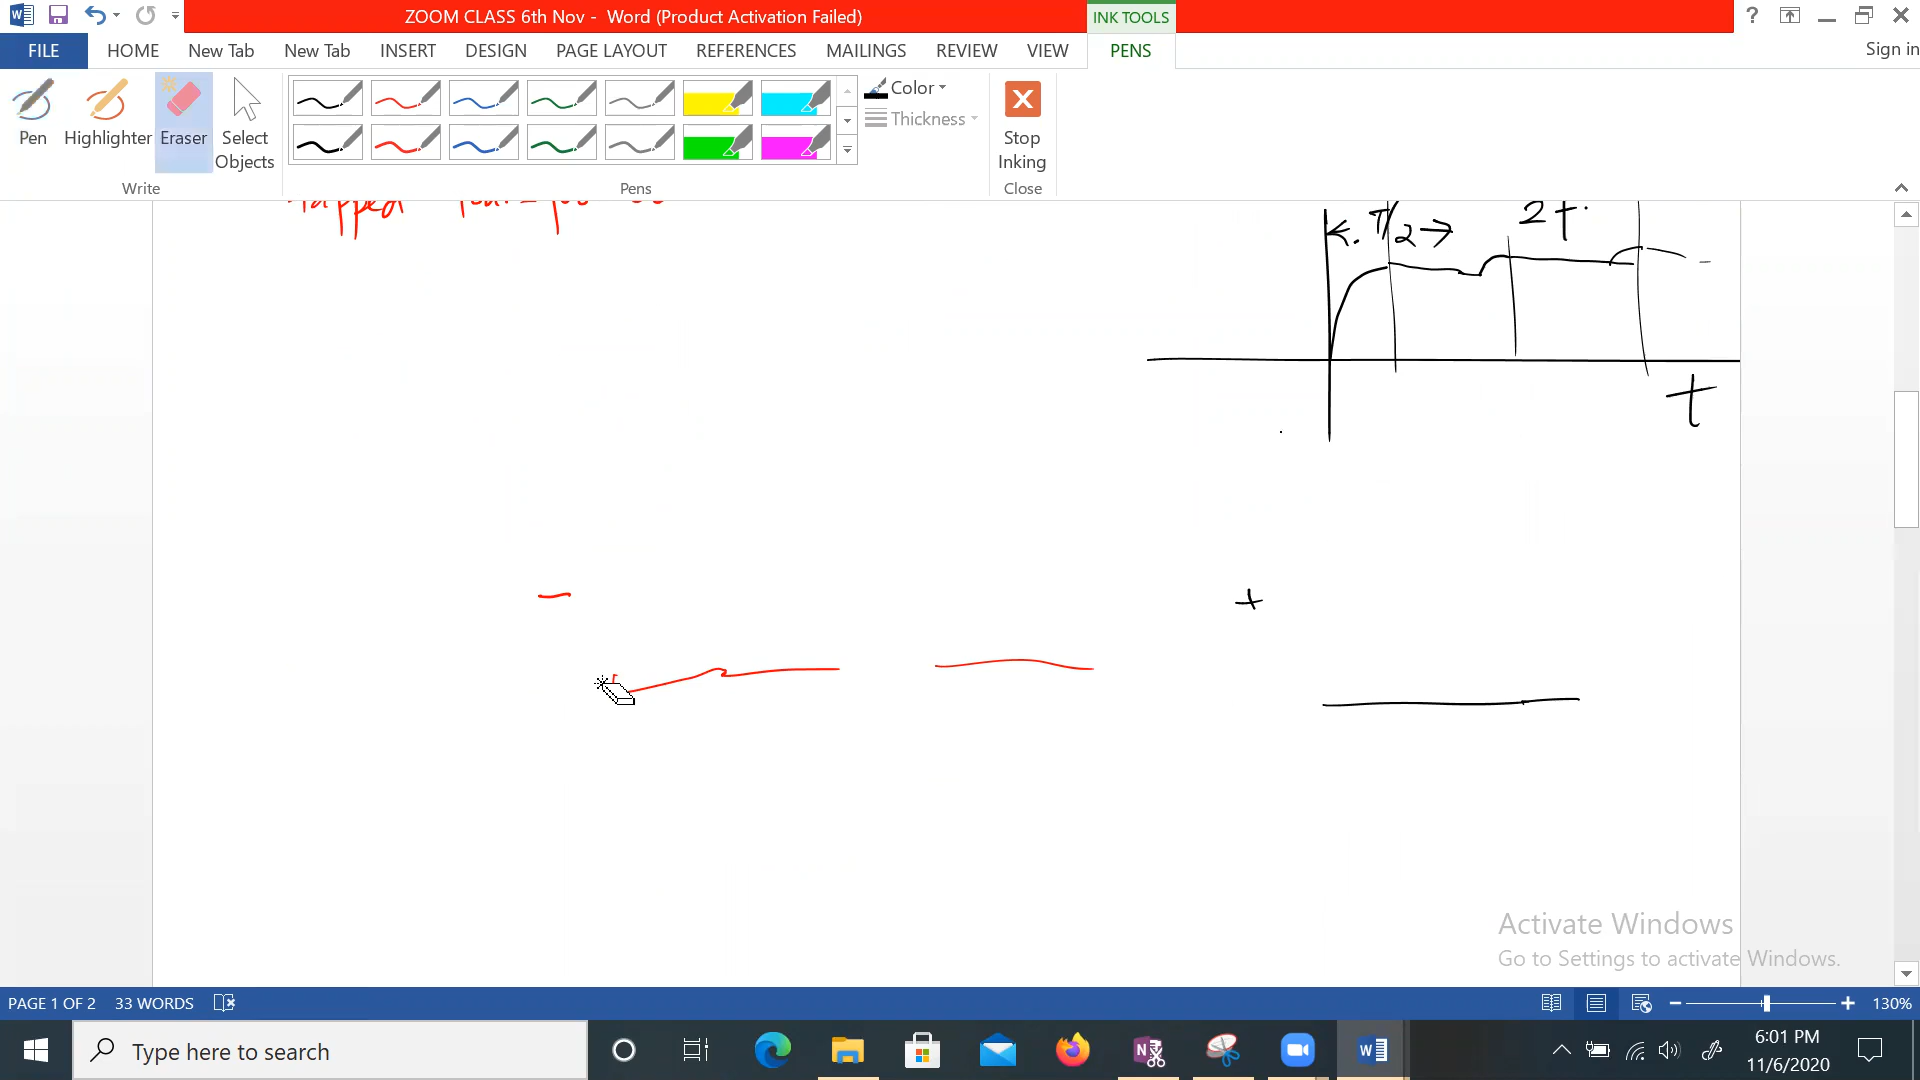 ZOOM CLASS 6th Nov - Word (Product Activation Failed)
INK TOOLS
FILE HOME New Tab New Tab INSERT DESIGN PAGE LAYOUT REFERENCES MAILINGS REVIEW VIEW PENS Sign in
Pen Highlighter Eraser Select Objects
Color
Thickness
Stop Inking
Write Pens Close
π/2 2t
t
-
+
Activate Windows
Go to Settings to activate Windows.
PAGE 1 OF 2 33 WORDS 130%
Type here to search
6:01 PM
11/6/2020